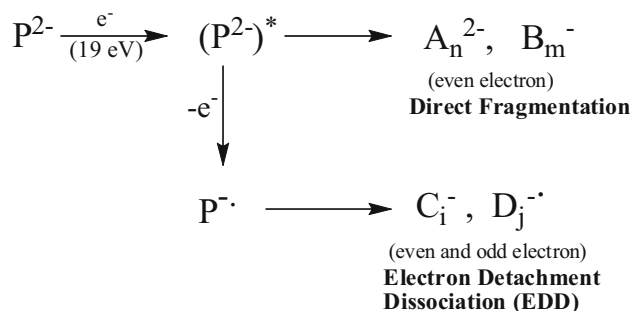 P²⁻ e⁻ (P²⁻)* Aₙ²⁻, Bₘ⁻
(19 eV)
(even electron)
Direct Fragmentation
-e⁻
P⁻· Cᵢ⁻ , Dⱼ⁻·
(even and odd electron)
Electron Detachment
Dissociation (EDD)